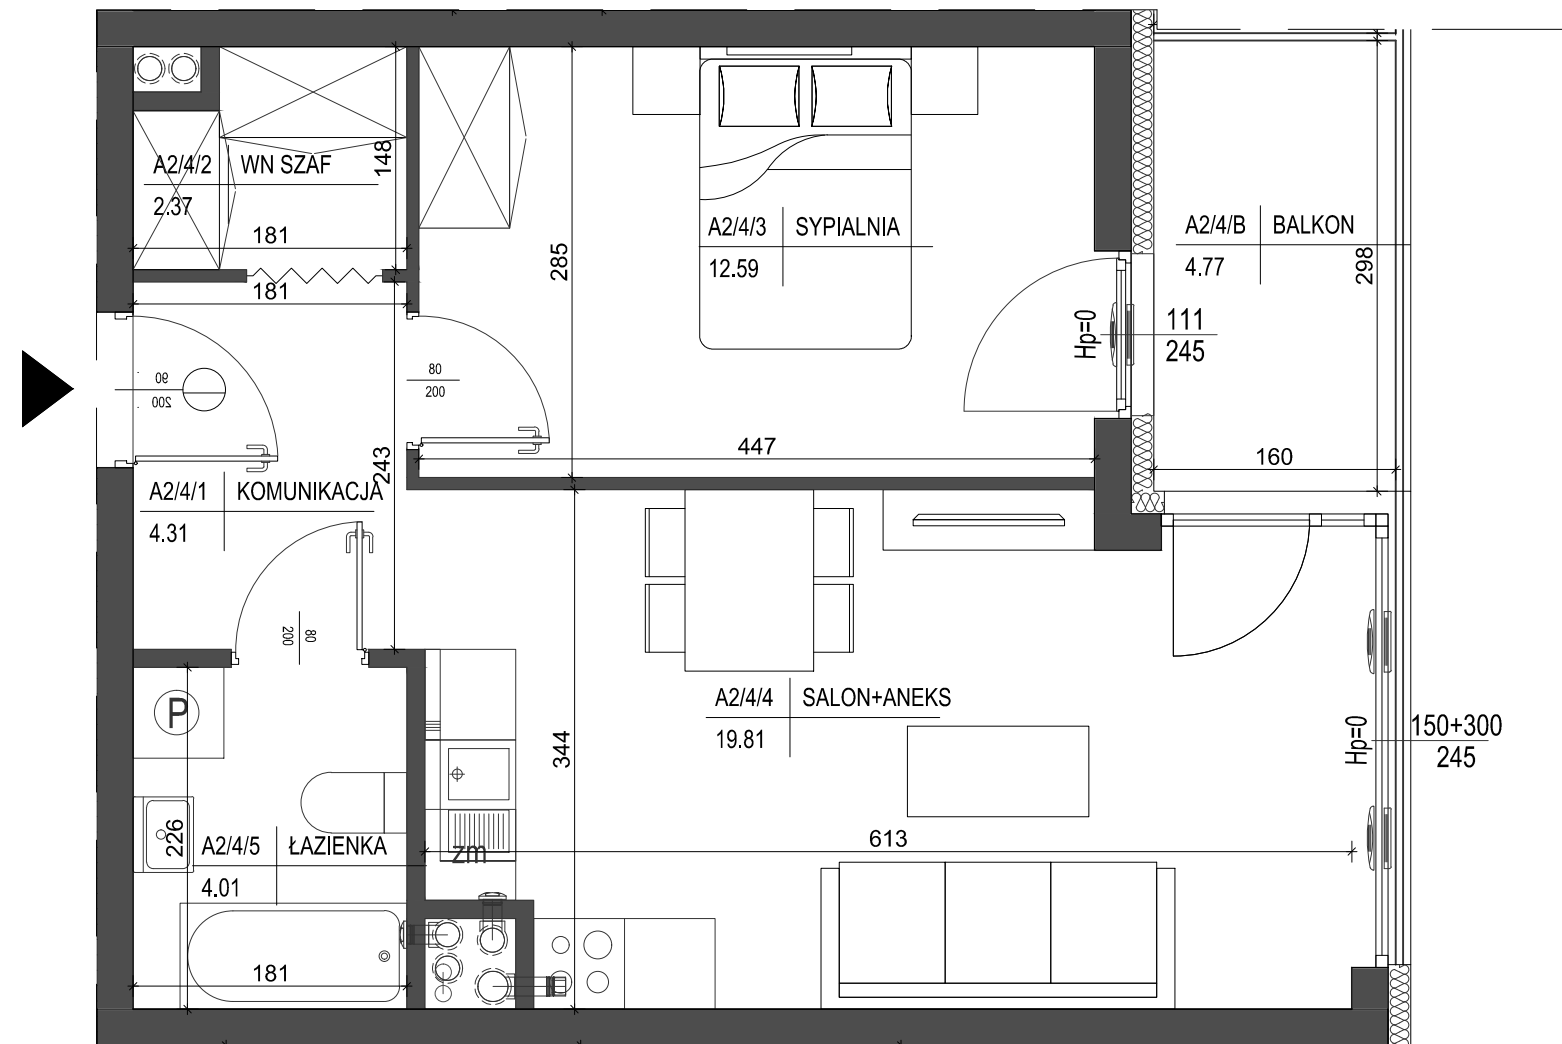 A2/4/2 WN SZAF
2.37
148
181
181
A2/4/3 SYPIALNIA
12.59
285
A2/4/B BALKON
4.77
298
Hp=0
111
245
90
200
80
200
447
160
243
A2/4/1 KOMUNIKACJA
4.31
80
200
P
A2/4/4 SALON+ANEKS
19.81
344
Hp=0
150+300
245
226
A2/4/5 ŁAZIENKA
4.01
zm
613
181